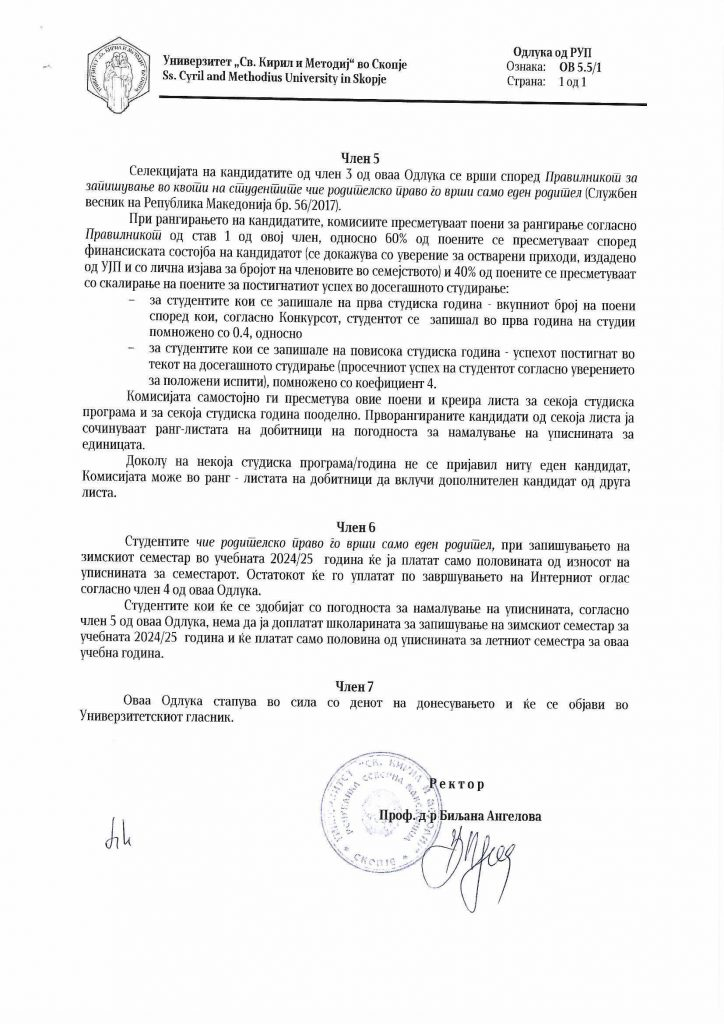 Универзитет „Св. Кирил и Методиј“ во Скопје
Ss. Cyril and Methodius University in Skopje
Одлука од РУП
Ознака: ОВ 5.5/1
Страна: 1 од 1
Член 5
Селекцијата на кандидатите од член 3 од оваа Одлука се врши според Правилникот за
запишување во квоти на студентите чие родителско право го врши само еден родител (Службен
весник на Република Македонија бр. 56/2017).
При рангирањето на кандидатите, комисиите пресметуваат поени за рангирање согласно
Правилникот од став 1 од овој член, односно 60% од поените се пресметуваат според
финансиската состојба на кандидатот (се докажува со уверение за остварени приходи, издадено
од УЈП и со лична изјава за бројот на членовите во семејството) и 40% од поените се пресметуваат
со скалирање на поените за постигнатиот успех во досегашното студирање:
– за студентите кои се запишале на прва студиска година - вкупниот број на поени
според кои, согласно Конкурсот, студентот се запишал во прва година на студии
помножено со 0.4, односно
– за студентите кои се запишале на повисока студиска година - успехот постигнат во
текот на досегашното студирање (просечниот успех на студентот согласно уверението
за положени испити), помножено со коефициент 4.
Комисијата самостојно ги пресметува овие поени и креира листа за секоја студиска
програма и за секоја студиска година пооделно. Прворангираните кандидати од секоја листа ја
сочинуваат ранг-листата на добитници на погодноста за намалување на уписнината за
единицата.
Доколу на некоја студиска програма/година не се пријавил ниту еден кандидат,
Комисијата може во ранг - листата на добитници да вклучи дополнителен кандидат од друга
листа.
Член 6
Студентите чие родителско право го врши само еден родител, при запишувањето на
зимскиот семестар во учебната 2024/25 година ќе ја платат само половината од износот на
уписнината за семестарот. Остатокот ќе го уплатат по завршувањето на Интерниот оглас
согласно член 4 од оваа Одлука.
Студентите кои ќе се здобијат со погодноста за намалување на уписнината, согласно
член 5 од оваа Одлука, нема да ја доплатат школарината за запишување на зимскиот семестар за
учебната 2024/25 година и ќе платат само половина од уписнината за летниот семестра за оваа
учебна година.
Член 7
Оваа Одлука стапува во сила со денот на донесувањето и ќе се објави во
Универзитетскиот гласник.
Ректор
Проф. д-р Биљана Ангелова